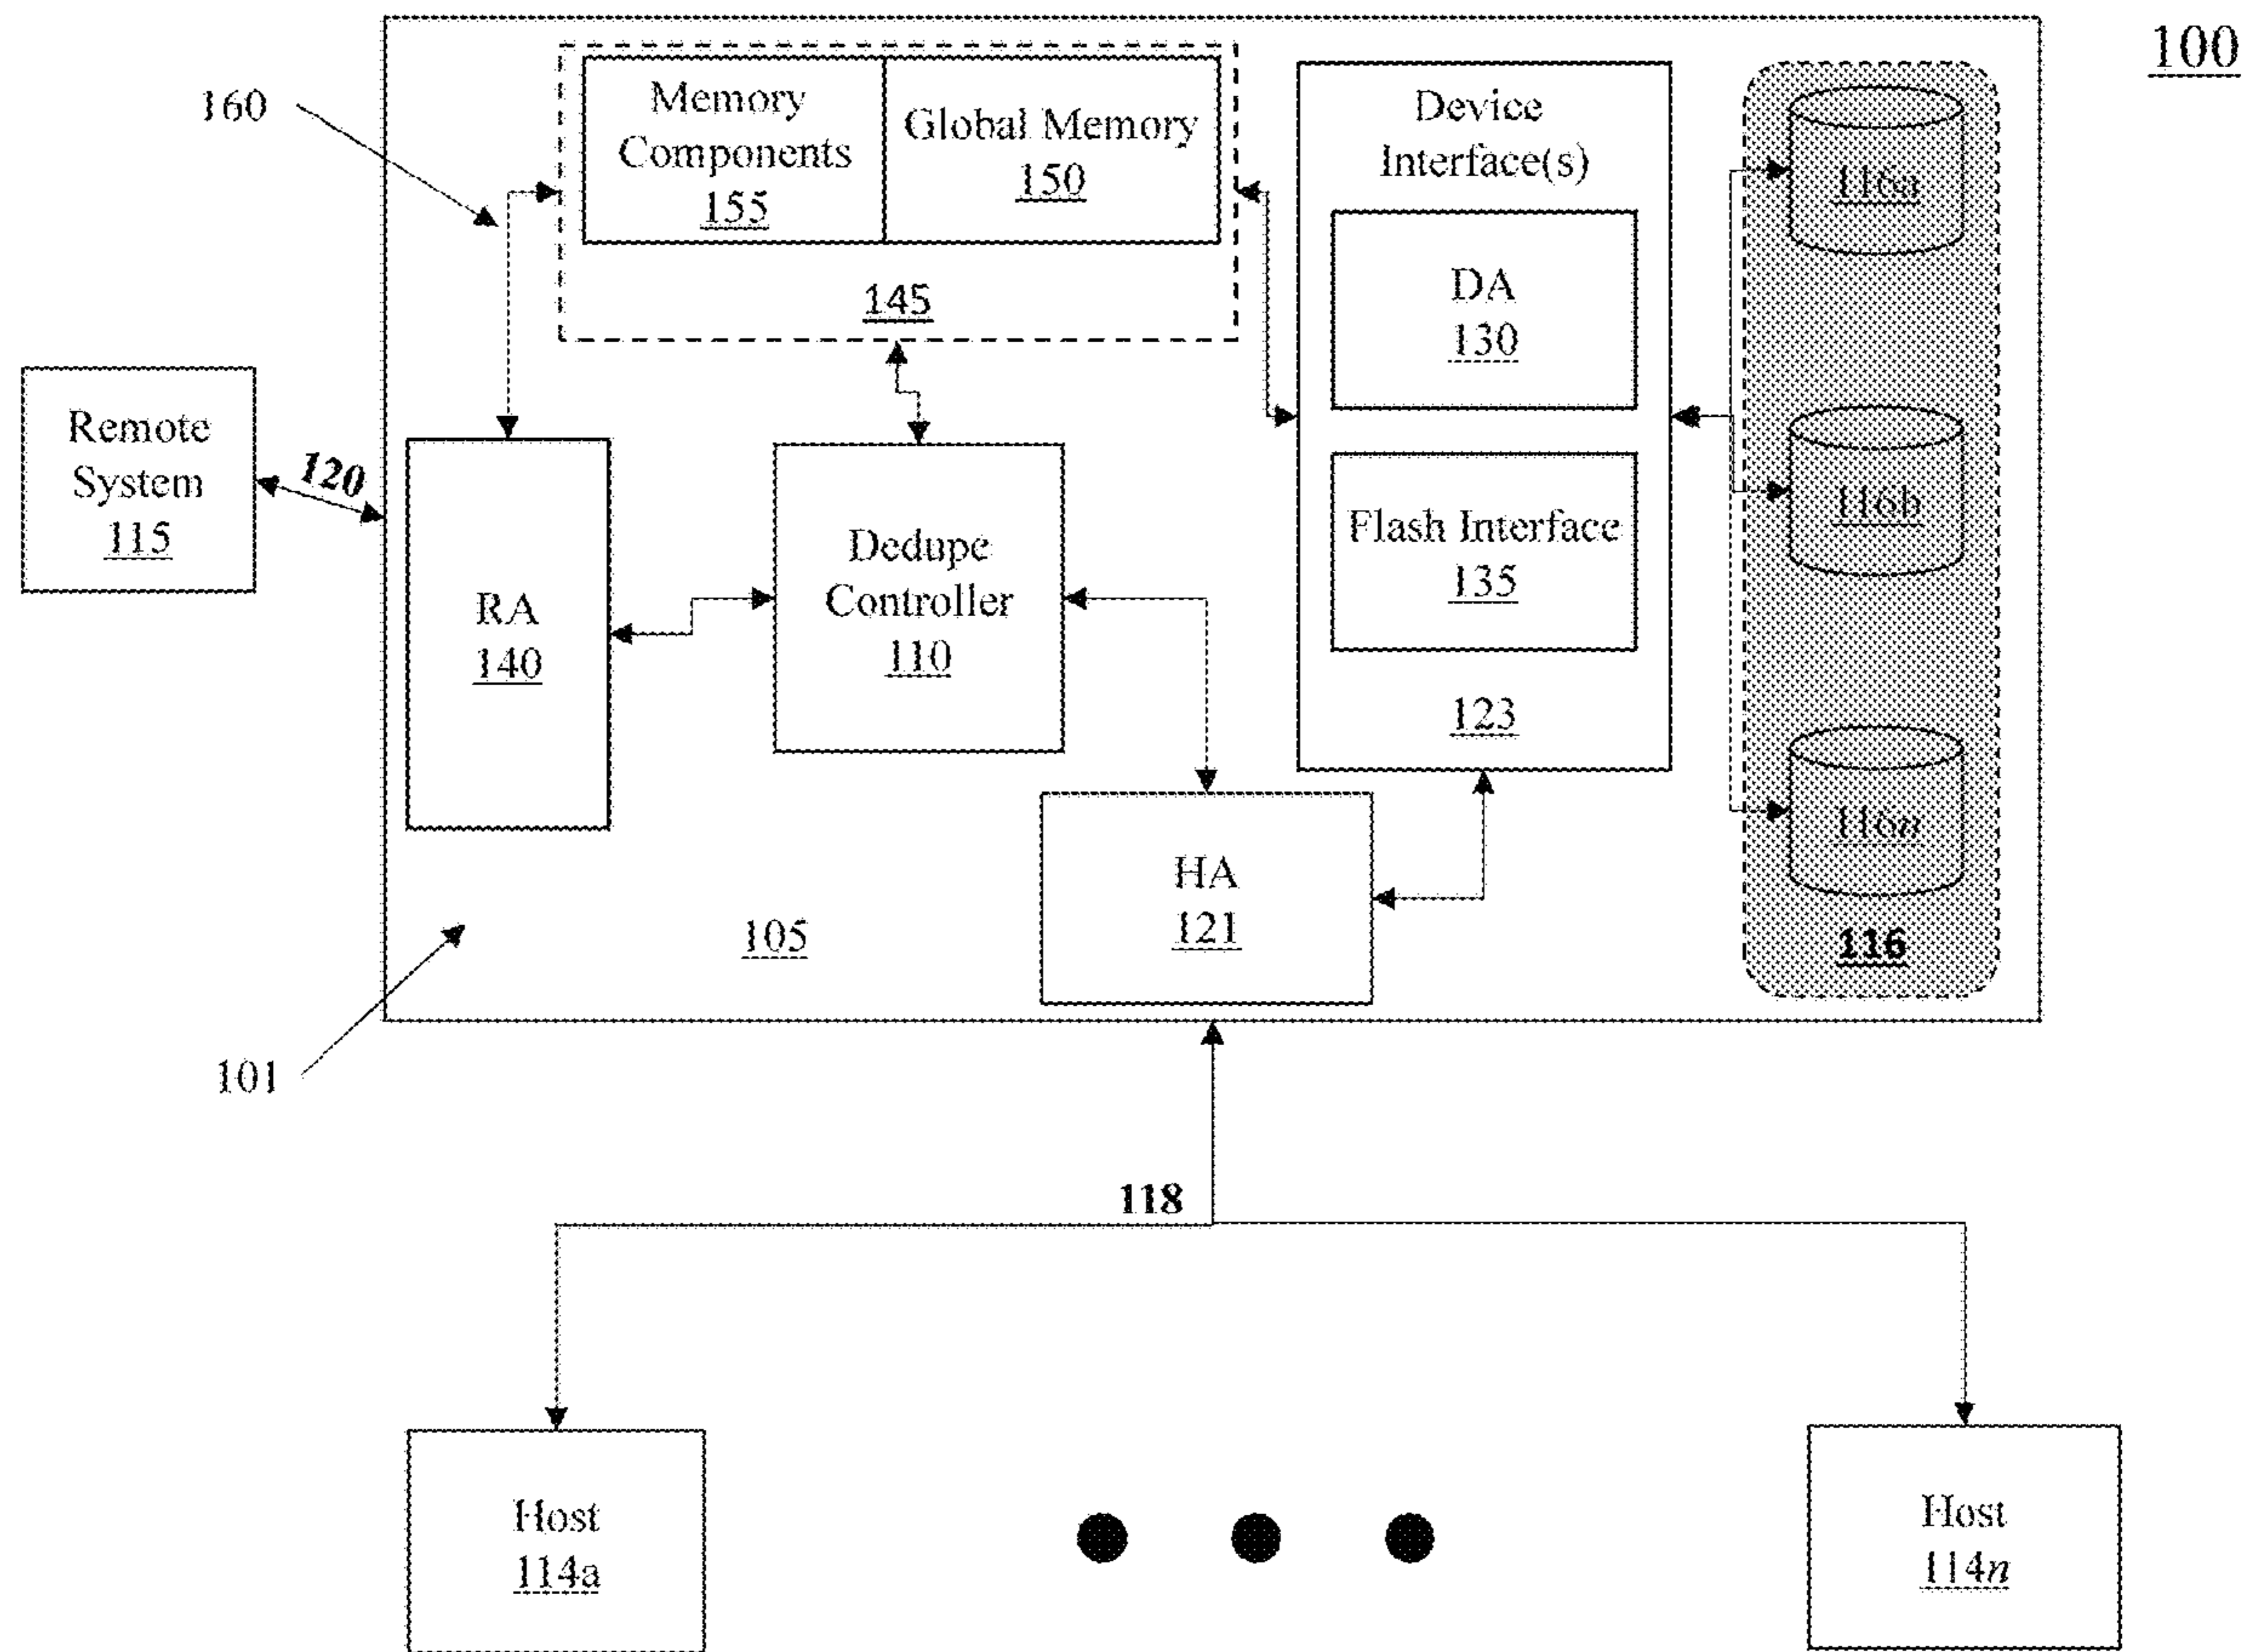 100
160
Memory
Components
155
Global Memory
150
145
Device
Interface(s)
DA
130
Flash Interface
135
123
116a
116b
116n
116
Remote
System
115
120
RA
140
Dedupe
Controller
110
HA
121
105
101
118
Host
114a
Host
114n